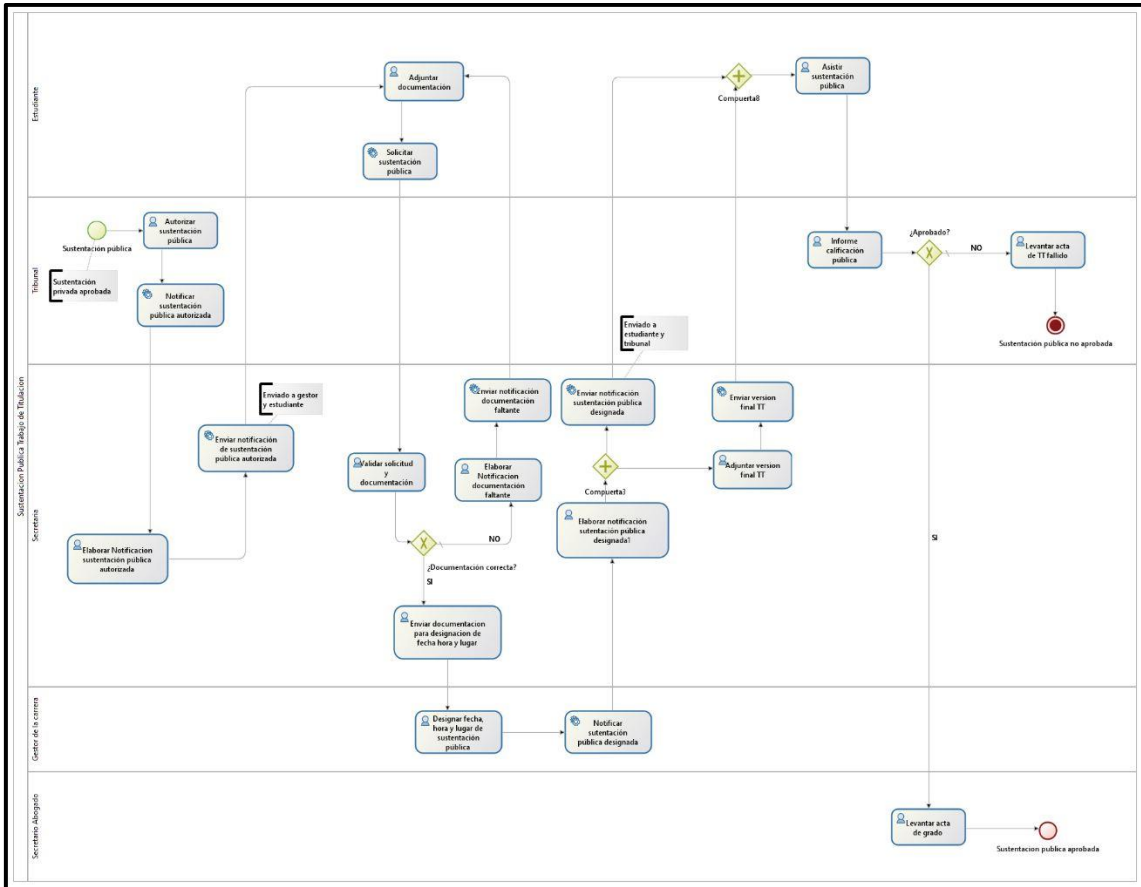 Sustentacion Publica Trabajo de Titulacion
Estudiante
Adjuntar
documentación
Solicitar
sustentación
pública
Compuerta8
Asistir
sustentación
pública
Tribunal
Sustentación pública
Sustentación
privada aprobada
Autorizar
sustentación
pública
Notificar
sustentación
pública autorizada
Enviado a
estudiante y
tribunal
Informe
calificación
pública
¿Aprobado?
NO
Levantar acta
de TT fallido
Sustentación pública no aprobada
Secretaria
Elaborar Notificacion
sustentación pública
autorizada
Enviado a gestor
y estudiante
Enviar notificación
de sustentación
pública autorizada
Validar solicitud
y
documentación
¿Documentación correcta?
NO
SI
Elaborar
Notificacion
documentación
faltante
Enviar notificación
documentación
faltante
Enviar documentacion
para designacion de
fecha hora y lugar
Enviar notificación
sustentación pública
designada
Compuerta3
Elaborar notificación
sutentación pública
designada1
Enviar version
final TT
Adjuntar version
final TT
SI
Gestor de la carrera
Designar fecha,
hora y lugar de
sustentación
pública
Notificar
sutentación
pública designada
Secretario Abogado
Levantar acta
de grado
Sustentacion publica aprobada